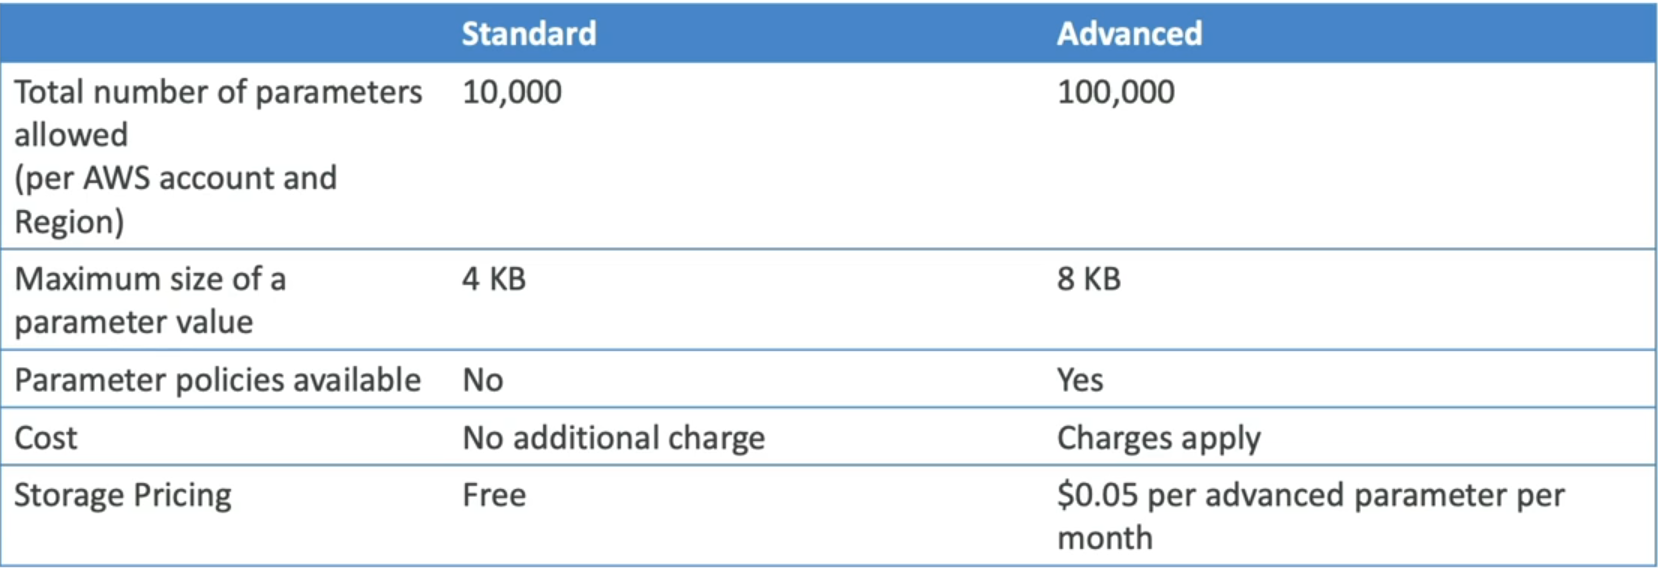 Standard Advanced
Total number of parameters 10,000 100,000
allowed
(per AWS account and
Region)
Maximum size of a 4 KB 8 KB
parameter value
Parameter policies available No Yes
Cost No additional charge Charges apply
Storage Pricing Free $0.05 per advanced parameter per
month